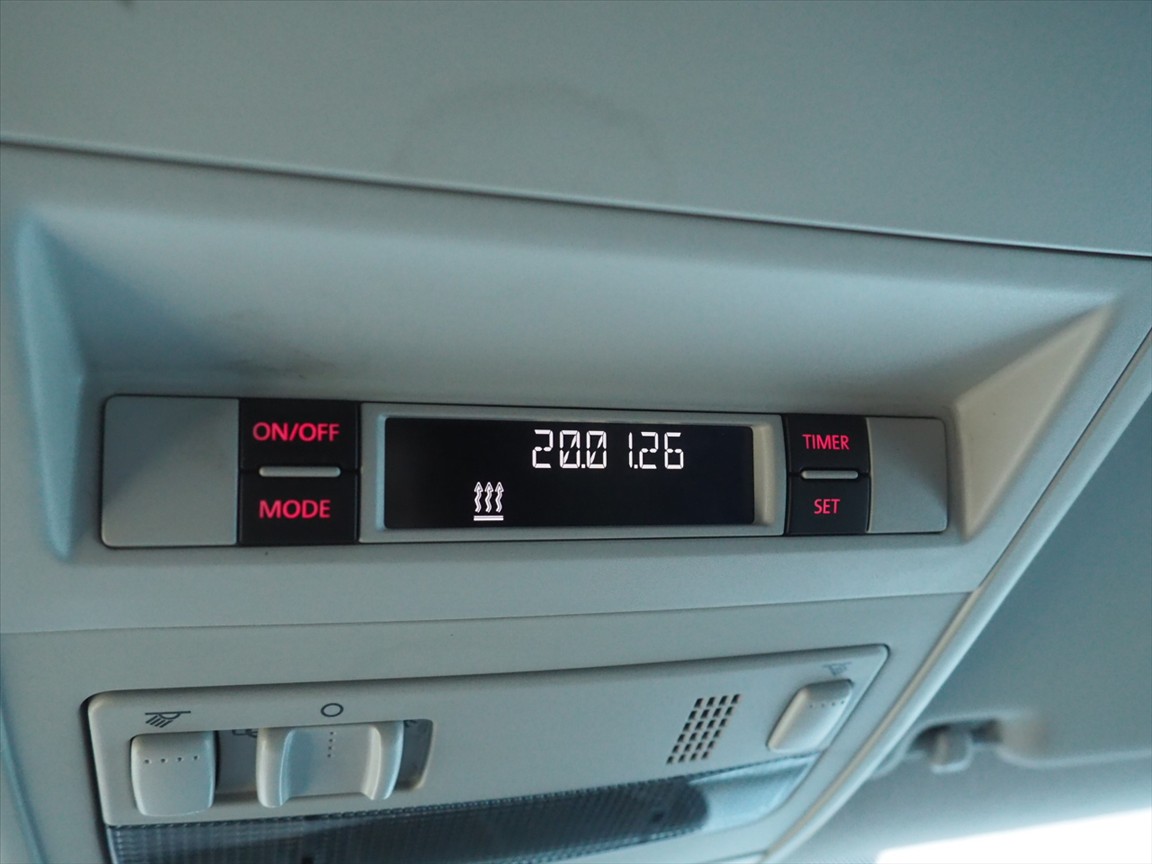 ON/OFF
MODE
20.01.26
TIMER
SET